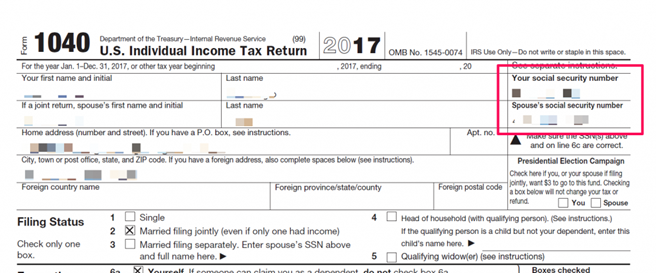 Form 1040 Department of the Treasury—Internal Revenue Service (99)
U.S. Individual Income Tax Return 2017 OMB No. 1545-0074 IRS Use Only—Do not write or staple in this space.
For the year Jan. 1–Dec. 31, 2017, or other tax year beginning , 2017, ending , 20 See separate instructions.
Your first name and initial Last name Your social security number
If a joint return, spouse's first name and initial Last name Spouse's social security number
Home address (number and street). If you have a P.O. box, see instructions. Apt. no.
▲ Make sure the SSN(s) above
and on line 6c are correct.
City, town or post office, state, and ZIP code. If you have a foreign address, also complete spaces below (see instructions).
Presidential Election Campaign
Check here if you, or your spouse if filing
jointly, want $3 to go to this fund. Checking
a box below will not change your tax or
refund. You Spouse
Foreign country name Foreign province/state/county Foreign postal code
Filing Status
Check only one
box.
1 Single
2 Married filing jointly (even if only one had income)
3 Married filing separately. Enter spouse's SSN above
and full name here. ▶
4 Head of household (with qualifying person). (See instructions.)
If the qualifying person is a child but not your dependent, enter this
child's name here. ▶
5 Qualifying widow(er) (see instructions)
6a Yourself. If someone can claim you as a dependent, do not check box 6a
Boxes checked